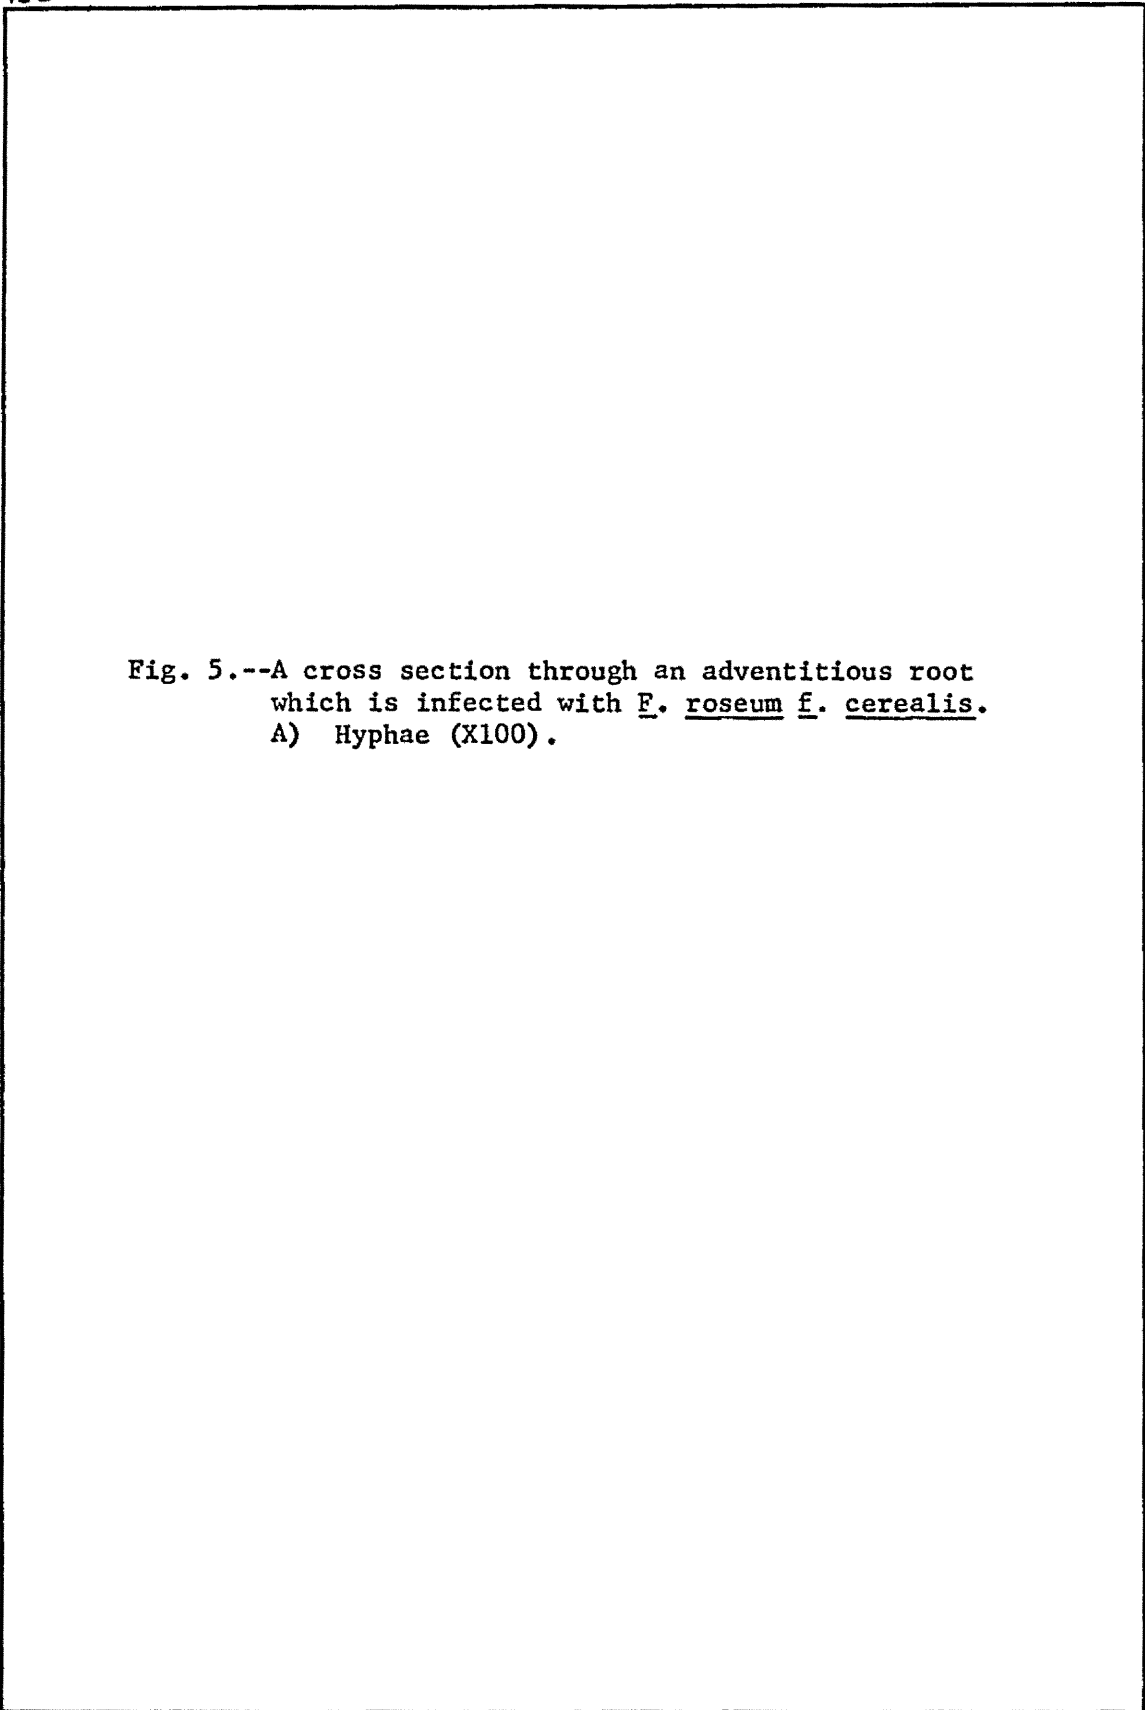 Fig. 5.--A cross section through an adventitious root
which is infected with F. roseum f. cerealis.
A) Hyphae (X100).